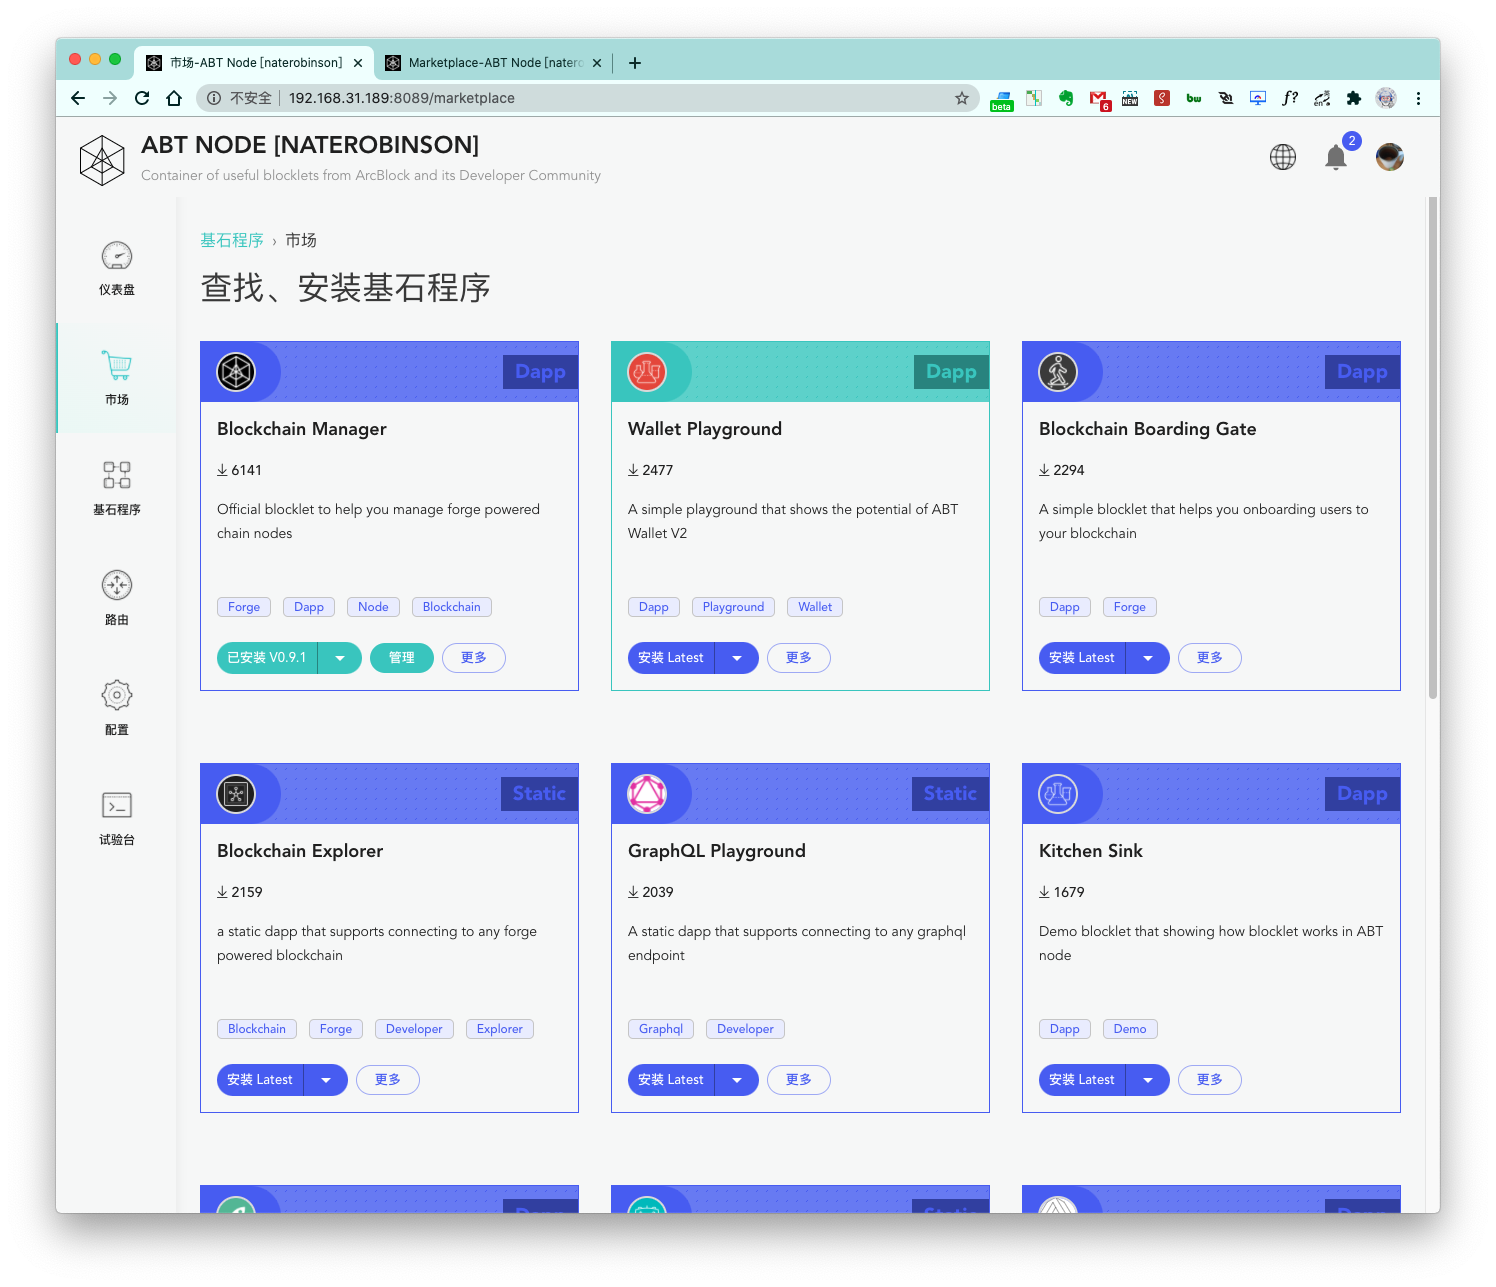 市场-ABT Node [naterobinson]
Marketplace-ABT Node [natero
不安全 192.168.31.189:8089/marketplace
beta
6
NEW
S
bw
f?
en
ABT NODE [NATEROBINSON]
Container of useful blocklets from ArcBlock and its Developer Community
2
仪表盘
市场
基石程序
路由
配置
试验台
基石程序 › 市场
查找、安装基石程序
Dapp
Blockchain Manager
6141
Official blocklet to help you manage forge powered
chain nodes
Forge Dapp Node Blockchain
已安装 V0.9.1 管理 更多
Dapp
Wallet Playground
2477
A simple playground that shows the potential of ABT
Wallet V2
Dapp Playground Wallet
安装 Latest 更多
Dapp
Blockchain Boarding Gate
2294
A simple blocklet that helps you onboarding users to
your blockchain
Dapp Forge
安装 Latest 更多
Static
Blockchain Explorer
2159
a static dapp that supports connecting to any forge
powered blockchain
Blockchain Forge Developer Explorer
安装 Latest 更多
Static
GraphQL Playground
2039
A static dapp that supports connecting to any graphql
endpoint
Graphql Developer
安装 Latest 更多
Dapp
Kitchen Sink
1679
Demo blocklet that showing how blocklet works in ABT
node
Dapp Demo
安装 Latest 更多
Dapp
Static
Dapp